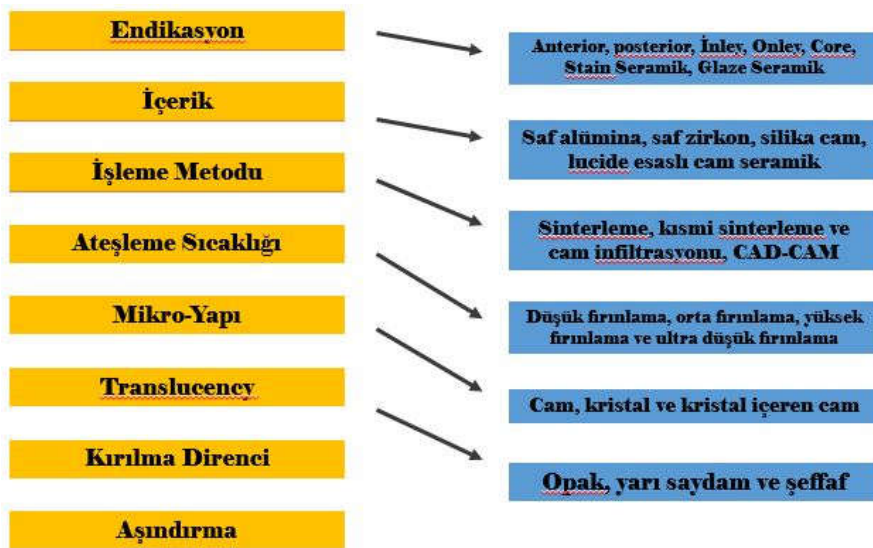 Endikasyon
İçerik
İşleme Metodu
Ateşleme Sıcaklığı
Mikro-Yapı
Translucency
Kırılma Direnci
Aşındırma
Anterior, posterior, İnley, Onley, Core,
Stain Seramik, Glaze Seramik
Saf alümina, saf zirkon, silika cam,
lucide esaslı cam seramik
Sinterleme, kısmi sinterleme ve
cam infiltrasyonu, CAD-CAM
Düşük fırınlama, orta fırınlama, yüksek
fırınlama ve ultra düşük fırınlama
Cam, kristal ve kristal içeren cam
Opak, yarı saydam ve şeffaf